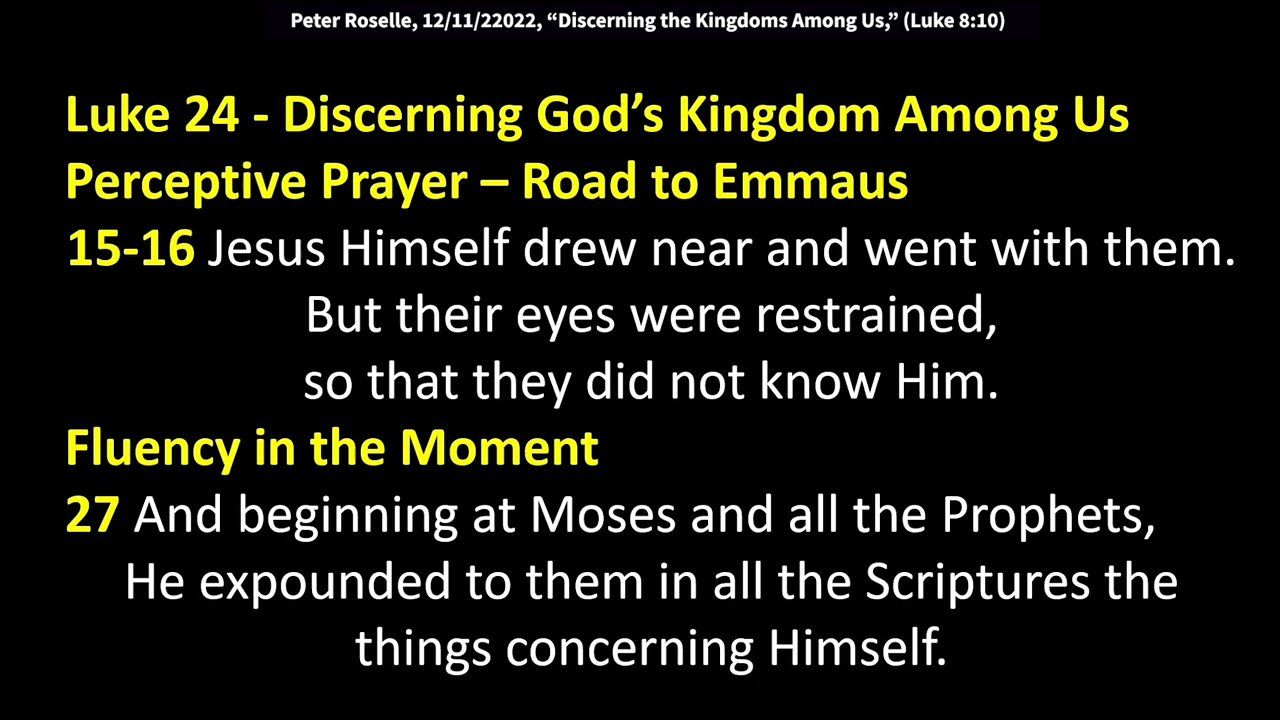 Peter Roselle, 12/11/22022, “Discerning the Kingdoms Among Us,” (Luke 8:10)
Luke 24 - Discerning God’s Kingdom Among Us
Perceptive Prayer – Road to Emmaus
15-16 Jesus Himself drew near and went with them.
But their eyes were restrained,
so that they did not know Him.
Fluency in the Moment
27 And beginning at Moses and all the Prophets,
He expounded to them in all the Scriptures the
things concerning Himself.